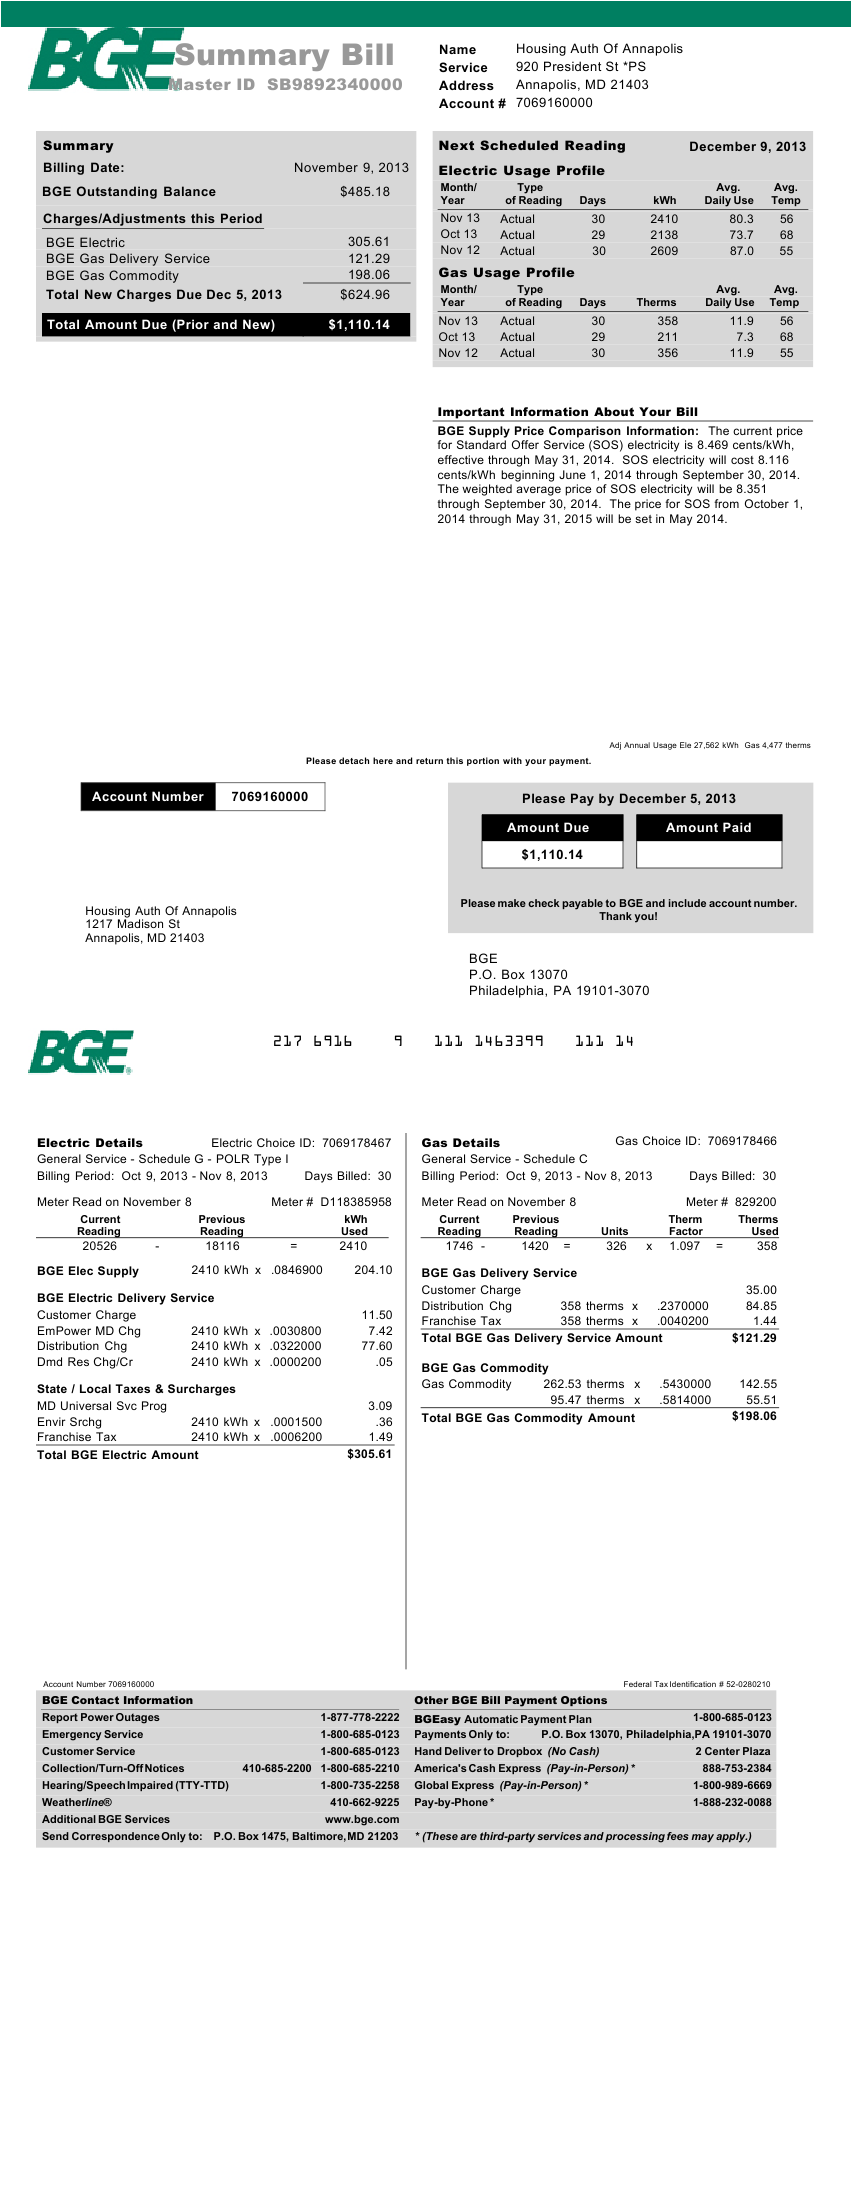 BGE Summary Bill
Master ID SB9892340000
Name Housing Auth Of Annapolis
Service 920 President St *PS
Address Annapolis, MD 21403
Account # 7069160000
Summary
Billing Date: November 9, 2013
BGE Outstanding Balance $485.18
Charges/Adjustments this Period
BGE Electric 305.61
BGE Gas Delivery Service 121.29
BGE Gas Commodity 198.06
Total New Charges Due Dec 5, 2013 $624.96
Total Amount Due (Prior and New) $1,110.14
Next Scheduled Reading December 9, 2013
Electric Usage Profile
Month/ Type Avg. Avg.
Year of Reading Days kWh Daily Use Temp
Nov 13 Actual 30 2410 80.3 56
Oct 13 Actual 29 2138 73.7 68
Nov 12 Actual 30 2609 87.0 55
Gas Usage Profile
Month/ Type Avg. Avg.
Year of Reading Days Therms Daily Use Temp
Nov 13 Actual 30 358 11.9 56
Oct 13 Actual 29 211 7.3 68
Nov 12 Actual 30 356 11.9 55
Important Information About Your Bill
BGE Supply Price Comparison Information: The current price
for Standard Offer Service (SOS) electricity is 8.469 cents/kWh,
effective through May 31, 2014. SOS electricity will cost 8.116
cents/kWh beginning June 1, 2014 through September 30, 2014.
The weighted average price of SOS electricity will be 8.351
through September 30, 2014. The price for SOS from October 1,
2014 through May 31, 2015 will be set in May 2014.
Adj Annual Usage Ele 27,562 kWh Gas 4,477 therms
Please detach here and return this portion with your payment.
Account Number 7069160000
Please Pay by December 5, 2013
Amount Due Amount Paid
$1,110.14
Please make check payable to BGE and include account number.
Thank you!
Housing Auth Of Annapolis
1217 Madison St
Annapolis, MD 21403
BGE
P.O. Box 13070
Philadelphia, PA 19101-3070
BGE
217 6916 9 111 1463399 111 14
Electric Details Electric Choice ID: 7069178467
General Service - Schedule G - POLR Type I
Billing Period: Oct 9, 2013 - Nov 8, 2013 Days Billed: 30
Meter Read on November 8 Meter # D118385958
Current Previous kWh
Reading Reading Used
20526 - 18116 = 2410
BGE Elec Supply 2410 kWh x .0846900 204.10
BGE Electric Delivery Service
Customer Charge 11.50
EmPower MD Chg 2410 kWh x .0030800 7.42
Distribution Chg 2410 kWh x .0322000 77.60
Dmd Res Chg/Cr 2410 kWh x .0000200 .05
State / Local Taxes & Surcharges
MD Universal Svc Prog 3.09
Envir Srchg 2410 kWh x .0001500 .36
Franchise Tax 2410 kWh x .0006200 1.49
Total BGE Electric Amount $305.61
Gas Details Gas Choice ID: 7069178466
General Service - Schedule C
Billing Period: Oct 9, 2013 - Nov 8, 2013 Days Billed: 30
Meter Read on November 8 Meter # 829200
Current Previous Therm Therms
Reading Reading Units Factor Used
1746 - 1420 = 326 x 1.097 = 358
BGE Gas Delivery Service
Customer Charge 35.00
Distribution Chg 358 therms x .2370000 84.85
Franchise Tax 358 therms x .0040200 1.44
Total BGE Gas Delivery Service Amount $121.29
BGE Gas Commodity
Gas Commodity 262.53 therms x .5430000 142.55
95.47 therms x .5814000 55.51
Total BGE Gas Commodity Amount $198.06
Account Number 7069160000
Federal Tax Identification # 52-0280210
BGE Contact Information
Report Power Outages 1-877-778-2222
Emergency Service 1-800-685-0123
Customer Service 1-800-685-0123
Collection/Turn-Off Notices 410-685-2200 1-800-685-2210
Hearing/Speech Impaired (TTY-TTD) 1-800-735-2258
Weatherline® 410-662-9225
Additional BGE Services www.bge.com
Send Correspondence Only to: P.O. Box 1475, Baltimore, MD 21203
Other BGE Bill Payment Options
BGEasy Automatic Payment Plan 1-800-685-0123
Payments Only to: P.O. Box 13070, Philadelphia, PA 19101-3070
Hand Deliver to Dropbox (No Cash) 2 Center Plaza
America's Cash Express (Pay-in-Person) * 888-753-2384
Global Express (Pay-in-Person) * 1-800-989-6669
Pay-by-Phone * 1-888-232-0088
* (These are third-party services and processing fees may apply.)